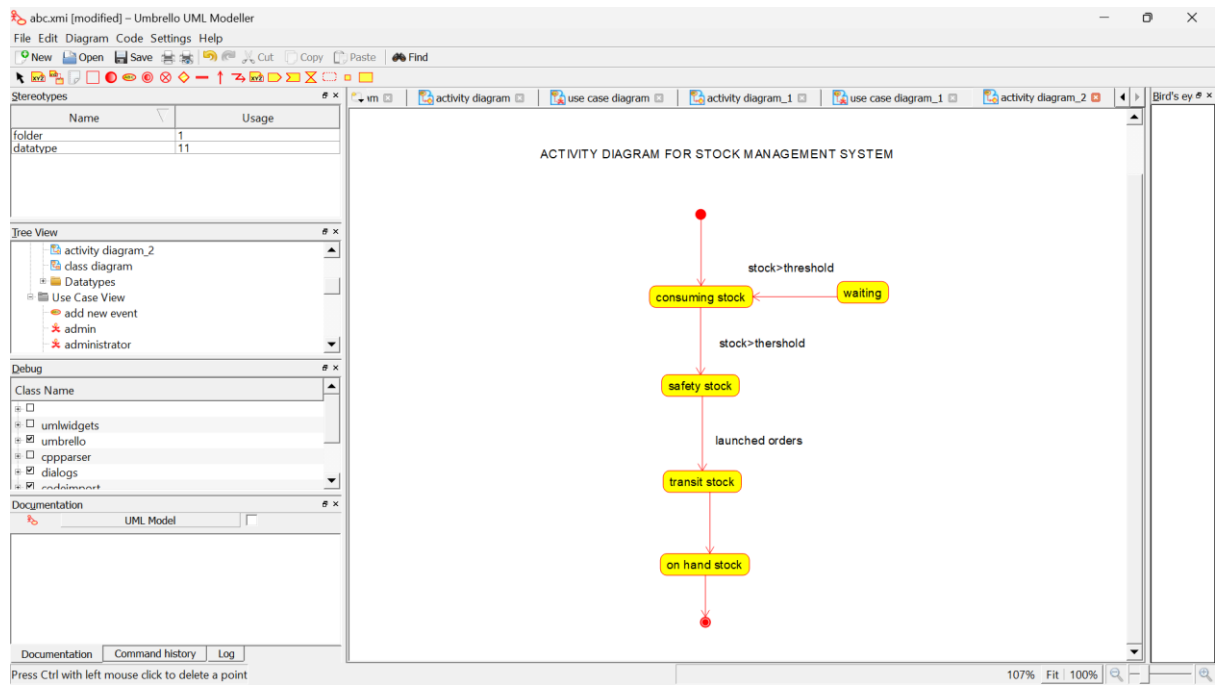 abc.xmi [modified] – Umbrello UML Modeller
File Edit Diagram Code Settings Help
New Open Save Cut Copy Paste Find
Stereotypes
Name Usage
folder 1
datatype 11
Tree View
activity diagram_2
class diagram
Datatypes
Use Case View
add new event
admin
administrator
Debug
Class Name
umlwidgets
umbrello
cppparser
dialogs
codeimport
Documentation
UML Model
Documentation Command history Log
Press Ctrl with left mouse click to delete a point
activity diagram use case diagram activity diagram_1 use case diagram_1 activity diagram_2
Bird's ey
ACTIVITY DIAGRAM FOR STOCK MANAGEMENT SYSTEM
stock>threshold
consuming stock waiting
stock>thershold
safety stock
launched orders
transit stock
on hand stock
107% Fit 100%